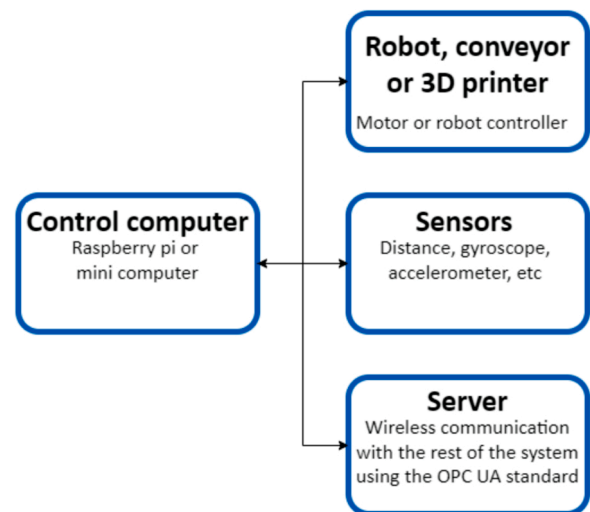 Robot, conveyor
or 3D printer
Motor or robot controller
Control computer
Raspberry pi or
mini computer
Sensors
Distance, gyroscope,
accelerometer, etc
Server
Wireless communication
with the rest of the system
using the OPC UA standard